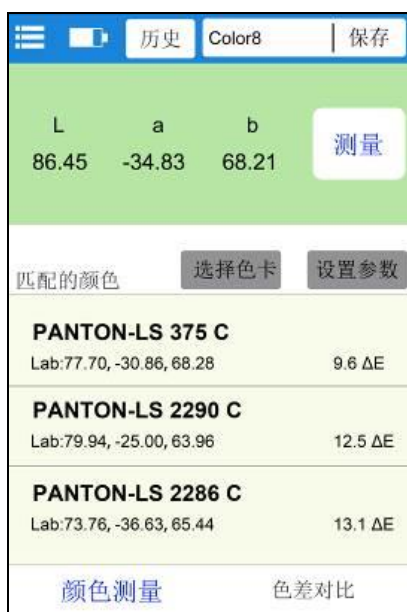 历史 Color8 保存
L a b
86.45 -34.83 68.21
测量
匹配的颜色 选择色卡 设置参数
PANTON-LS 375 C
Lab:77.70, -30.86, 68.28 9.6 ΔE
PANTON-LS 2290 C
Lab:79.94, -25.00, 63.96 12.5 ΔE
PANTON-LS 2286 C
Lab:73.76, -36.63, 65.44 13.1 ΔE
颜色测量 色差对比